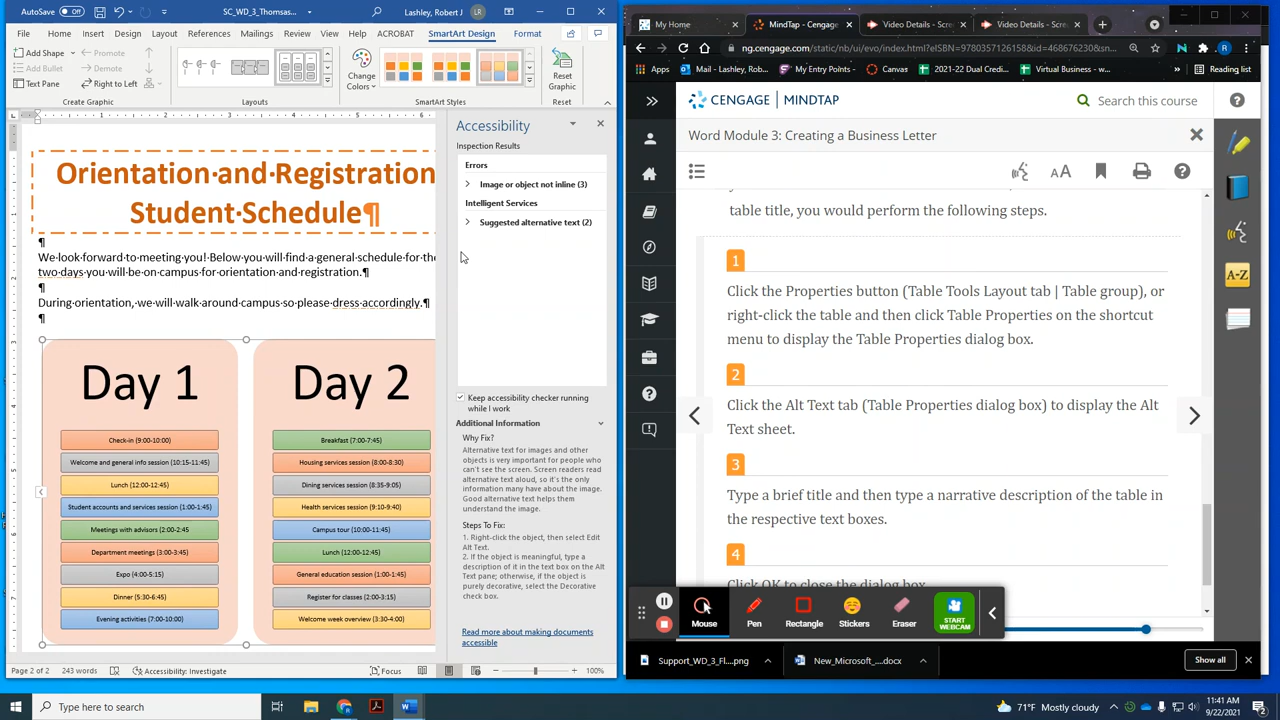 AutoSave Off SC_WD_3_Thomsas... Lashley, Robert J LR
File Home Insert Draw Design Layout References Mailings Review View Help ACROBAT SmartArt Design Format
Add Shape Promote
Add Bullet Demote
Text Pane Right to Left
Create Graphic
Layouts
Change
Colors
SmartArt Styles
Reset
Graphic
Reset
Orientation·and·Registration
Student·Schedule¶
¶
We·look·forward·to·meeting·you!·Below·you·will·find·a·general·schedule·for·the
two·days·you·will·be·on·campus·for·orientation·and·registration.¶
¶
During·orientation,·we·will·walk·around·campus·so·please·dress·accordingly.¶
¶
Day 1
Check-in (9:00-10:00)
Welcome and general info session (10:15-11:45)
Lunch (12:00-12:45)
Student accounts and services session (1:00-1:45)
Meetings with advisors (2:00-2:45
Department meetings (3:00-3:45)
Expo (4:00-5:15)
Dinner (5:30-6:45)
Evening activities (7:00-10:00)
Day 2
Breakfast (7:00-7:45)
Housing services session (8:00-8:30)
Dining services session (8:35-9:05)
Health services session (9:10-9:40)
Campus tour (10:00-11:45)
Lunch (12:00-12:45)
General education session (1:00-1:45)
Register for classes (2:00-3:15)
Welcome week overview (3:30-4:00)
Accessibility
Inspection Results
Errors
Image or object not inline (3)
Intelligent Services
Suggested alternative text (2)
Keep accessibility checker running
while I work
Additional Information
Why Fix?
Alternative text for images and other
objects is very important for people who
can't see the screen. Screen readers read
alternative text aloud, so it's the only
information many have about the image.
Good alternative text helps them
understand the image.
Steps To Fix:
1. Right-click the object, then select Edit
Alt Text.
2. If the object is meaningful, type a
description of it in the text box on the Alt
Text pane; otherwise, if the object is
purely decorative, select the Decorative
check box.
Read more about making documents
accessible
Page 2 of 2 243 words Accessibility: Investigate Focus 100%
My Home MindTap - Cengage Video Details - Scre Video Details - Scre
ng.cengage.com/static/nb/ui/evo/index.html?eISBN=9780357126158&id=468676230&sn...
Apps Mail - Lashley, Rob... My Entry Points -... Canvas 2021-22 Dual Cred... Virtual Business - w... Reading list
CENGAGE MINDTAP Search this course
Word Module 3: Creating a Business Letter
AA
table title, you would perform the following steps.
1
Click the Properties button (Table Tools Layout tab | Table group), or
right-click the table and then click Table Properties on the shortcut
menu to display the Table Properties dialog box.
2
Click the Alt Text tab (Table Properties dialog box) to display the Alt
Text sheet.
3
Type a brief title and then type a narrative description of the table in
the respective text boxes.
4
Click OK to close the dialog box.
A-Z
Mouse Pen Rectangle Stickers Eraser START
WEBCAM
Support_WD_3_Fl....png New_Microsoft_....docx Show all
Type here to search 71°F Mostly cloudy 11:41 AM
9/22/2021